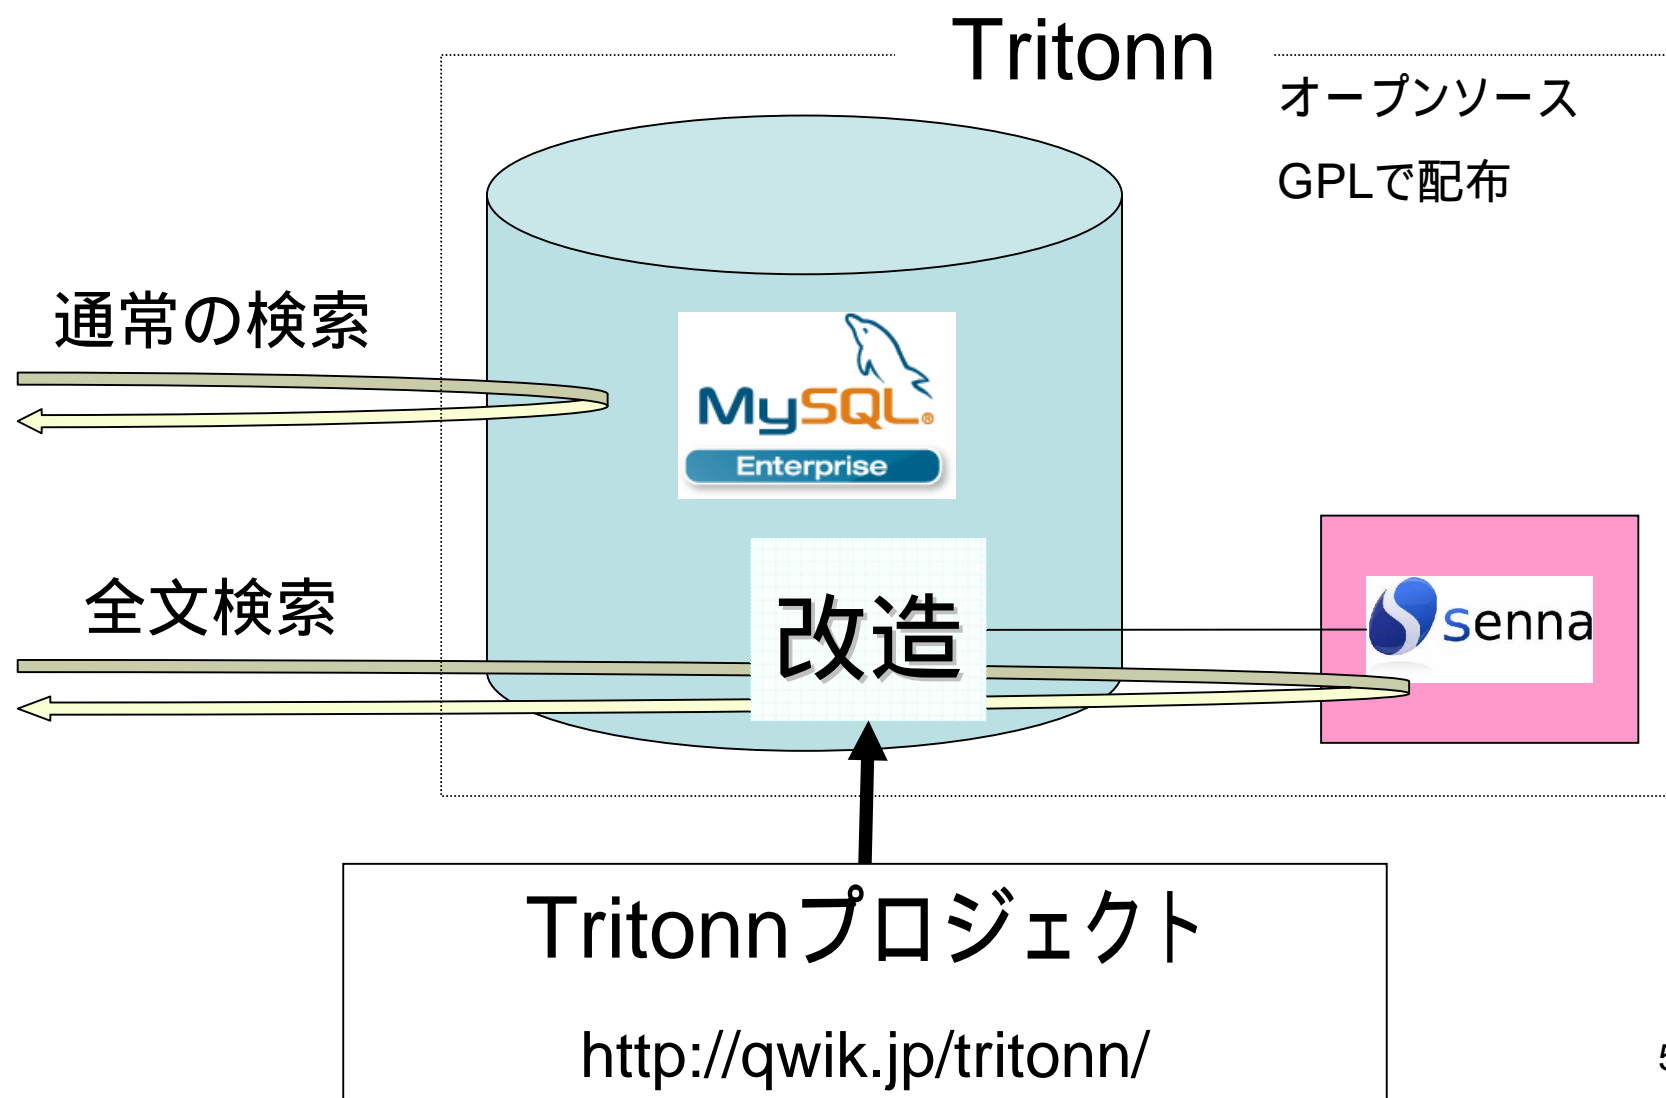 Tritonn
オープンソース
GPLで配布
通常の検索
MySQL®
Enterprise
全文検索
改造
senna
Tritonnプロジェクト
http://qwik.jp/tritonn/
5